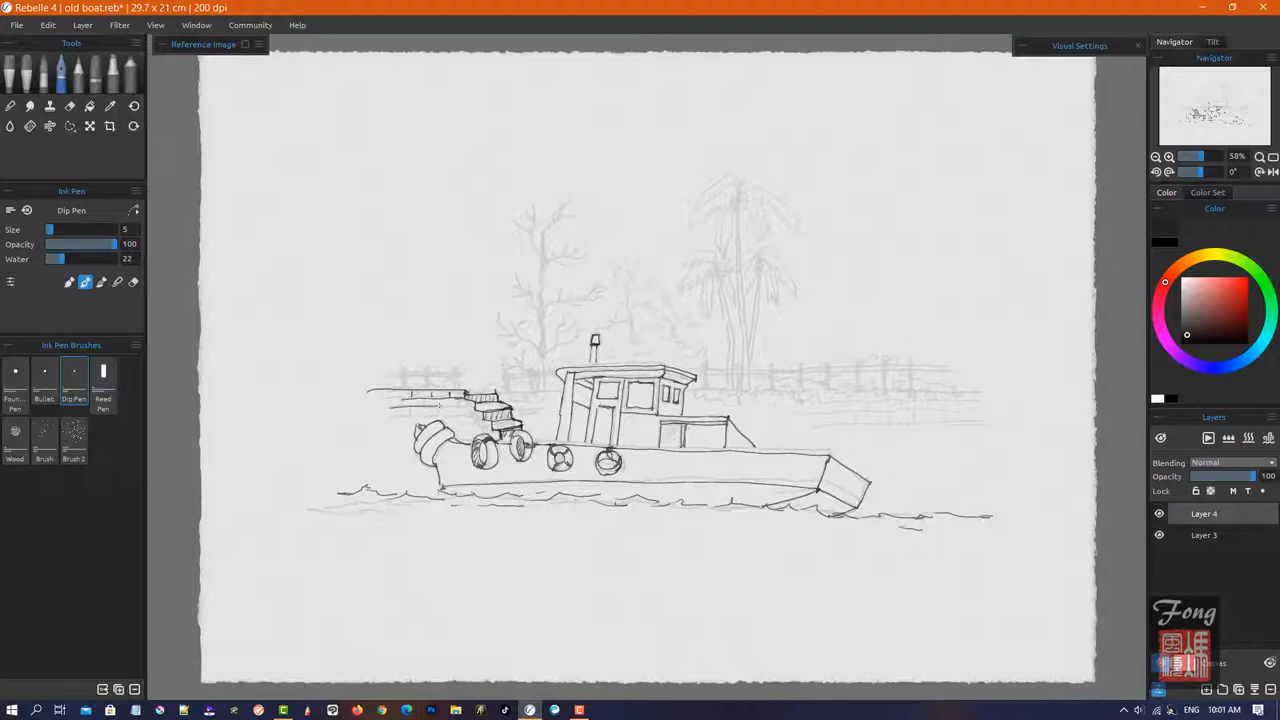 Rebelle 4 | old boat.reb* | 29.7 x 21 cm | 200 dpi
File Edit Layer Filter View Window Community Help
Tools
Reference Image
Visual Settings
Navigator Tilt
Navigator
58%
0°
Color Color Set
Color
Ink Pen
Dip Pen
Size 5
Opacity 100
Water 22
Ink Pen Brushes
Foun... Pen
Bullet
Dip Pen
Reed Pen
Wood
Brush
Brush 2
Layers
Blending Normal
Opacity 100
Lock M T
Layer 4
Layer 3
Fong
Canvas
ENG 10:01 AM